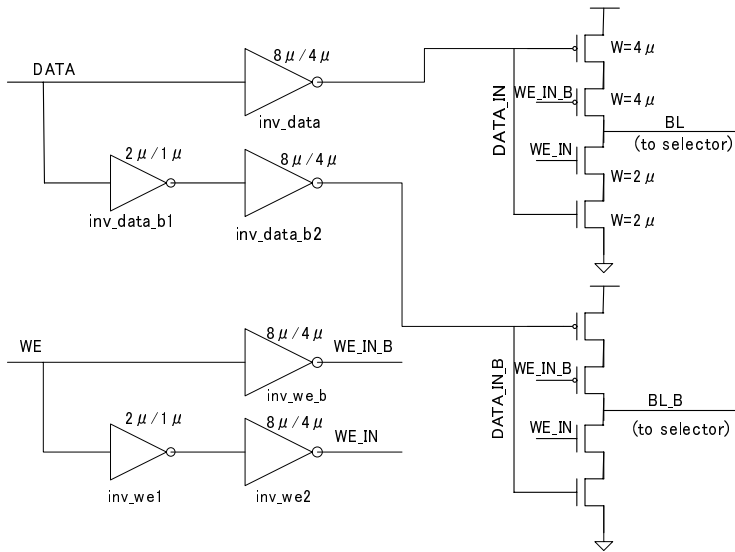 DATA
8μ/4μ
inv_data
2μ/1μ
inv_data_b1
8μ/4μ
inv_data_b2
WE
8μ/4μ
WE_IN_B
inv_we_b
2μ/1μ
inv_we1
8μ/4μ
WE_IN
inv_we2
DATA_IN
W=4μ
WE_IN_B
W=4μ
BL
(to selector)
WE_IN
W=2μ
W=2μ
DATA_IN_B
WE_IN_B
BL_B
(to selector)
WE_IN